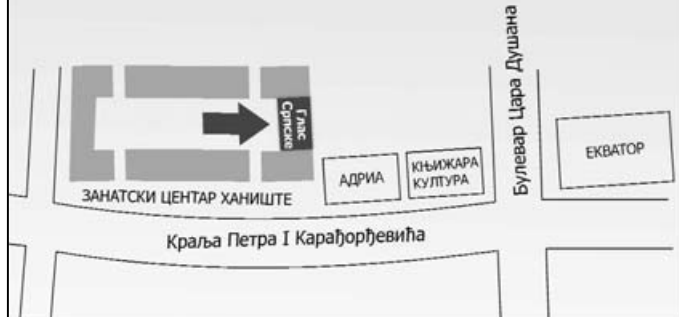 Глас
Српске
ЗАНАТСКИ ЦЕНТАР ХАНИШТЕ
АДРИА
КЊИЖАРА
КУЛТУРА
Булевар Цара Душана
ЕКВАТОР
Краља Петра I Карађорђевића